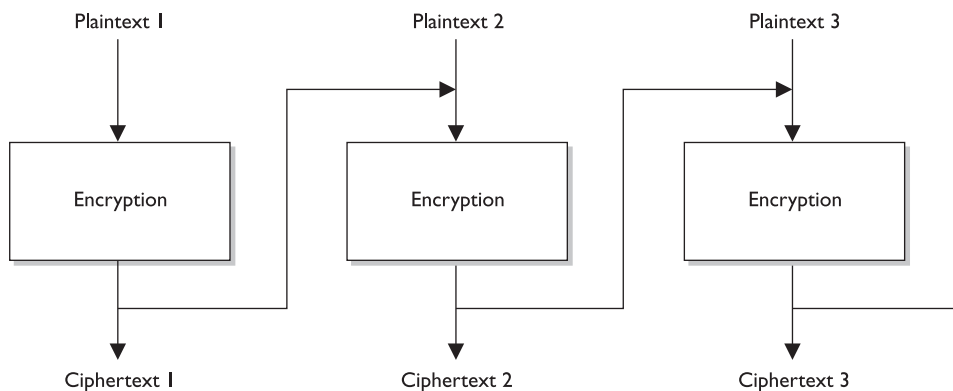 Plaintext 1
Plaintext 2
Plaintext 3
Encryption
Encryption
Encryption
Ciphertext 1
Ciphertext 2
Ciphertext 3